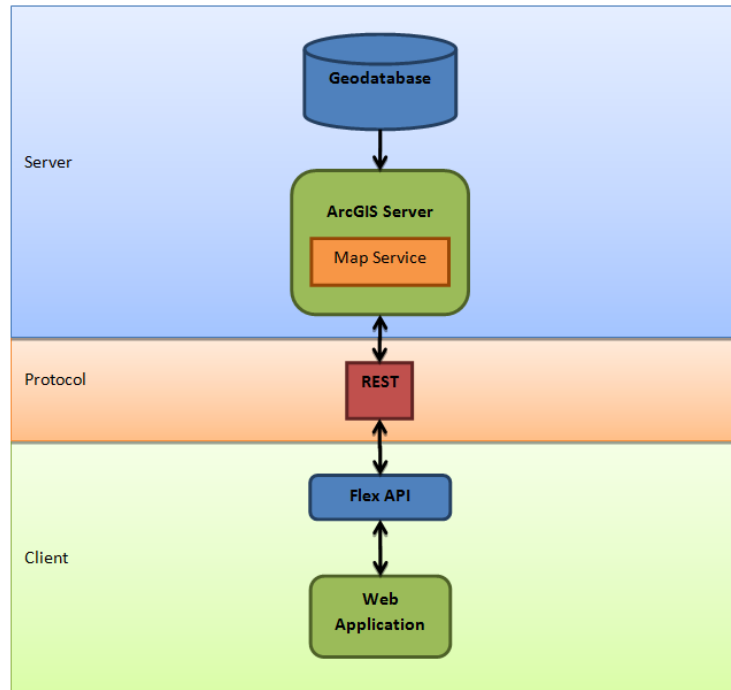 Geodatabase
Server
ArcGIS Server
Map Service
Protocol
REST
Flex API
Client
Web
Application